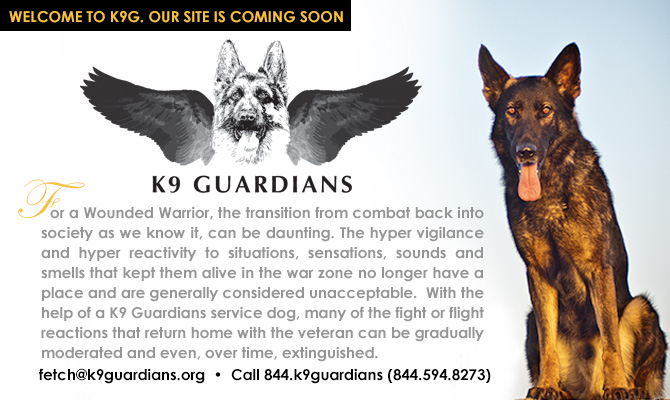 WELCOME TO K9G. OUR SITE IS COMING SOON
K9 GUARDIANS
For a Wounded Warrior, the transition from combat back into
society as we know it, can be daunting. The hyper vigilance
and hyper reactivity to situations, sensations, sounds and
smells that kept them alive in the war zone no longer have a
place and are generally considered unacceptable.  With the
help of a K9 Guardians service dog, many of the fight or flight
reactions that return home with the veteran can be gradually
moderated and even, over time, extinguished.
fetch@k9guardians.org • Call 844.k9guardians (844.594.8273)